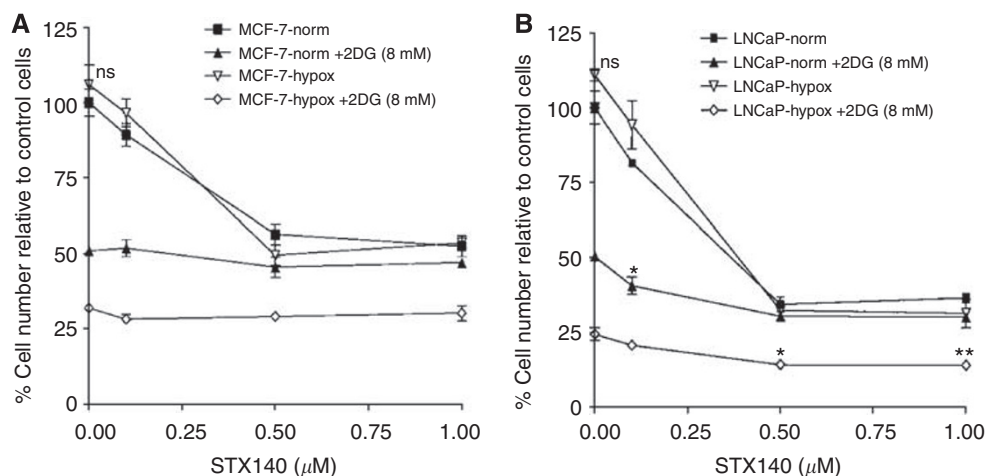 A
MCF-7-norm
MCF-7-norm +2DG (8 mM)
MCF-7-hypox
MCF-7-hypox +2DG (8 mM)
ns
% Cell number relative to control cells
125
100
75
50
25
0
0.00 0.25 0.50 0.75 1.00
STX140 (μM)
B
LNCaP-norm
LNCaP-norm +2DG (8 mM)
LNCaP-hypox
LNCaP-hypox +2DG (8 mM)
ns
% Cell number relative to control cells
125
100
75
50
25
0
*
*
**
0.00 0.25 0.50 0.75 1.00
STX140 (μM)